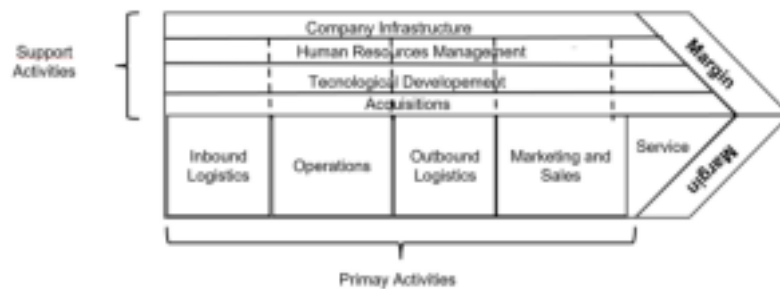 Company Infrastructure
Support
Activities
Human Resources Management
Tecnological Developement
Acquisitions
Margin
Inbound
Logistics
Operations
Outbound
Logistics
Marketing and
Sales
Service
Margin
Primay Activities